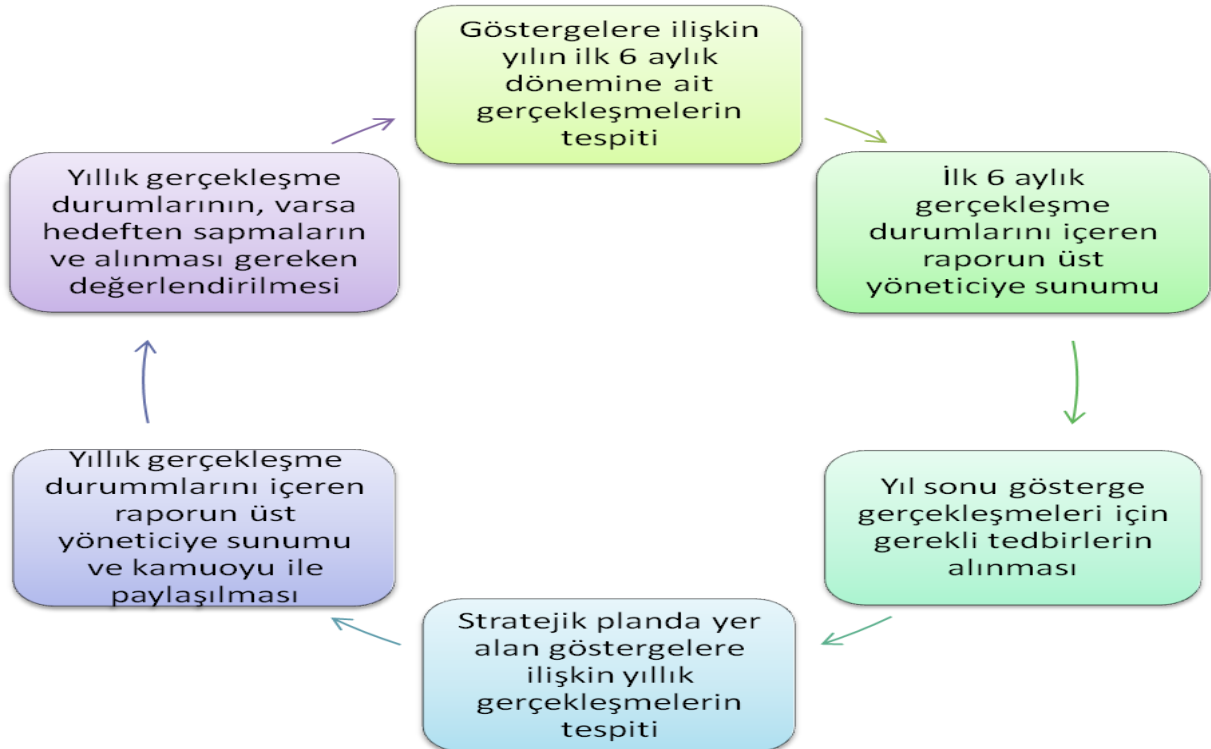 Göstergelere ilişkin
yılın ilk 6 aylık
dönemine ait
gerçekleşmelerin
tespiti
İlk 6 aylık
gerçekleşme
durumlarını içeren
raporun üst
yöneticiye sunumu
Yıl sonu gösterge
gerçekleşmeleri için
gerekli tedbirlerin
alınması
Stratejik planda yer
alan göstergelere
ilişkin yıllık
gerçekleşmelerin
tespiti
Yıllık gerçekleşme
durummlarını içeren
raporun üst
yöneticiye sunumu
ve kamuoyu ile
paylaşılması
Yıllık gerçekleşme
durumlarının, varsa
hedeften sapmaların
ve alınması gereken
değerlendirilmesi